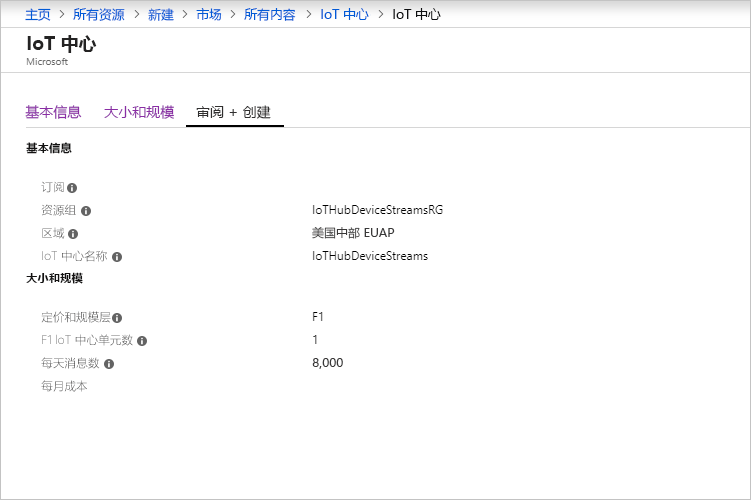 主页 > 所有资源 > 新建 > 市场 > 所有内容 > IoT 中心 > IoT 中心
IoT 中心
Microsoft
基本信息 大小和规模 审阅 + 创建
基本信息
订阅
资源组 IoTHubDeviceStreamsRG
区域 美国中部 EUAP
IoT 中心名称 IoTHubDeviceStreams
大小和规模
定价和规模层 F1
F1 IoT 中心单元数 1
每天消息数 8,000
每月成本